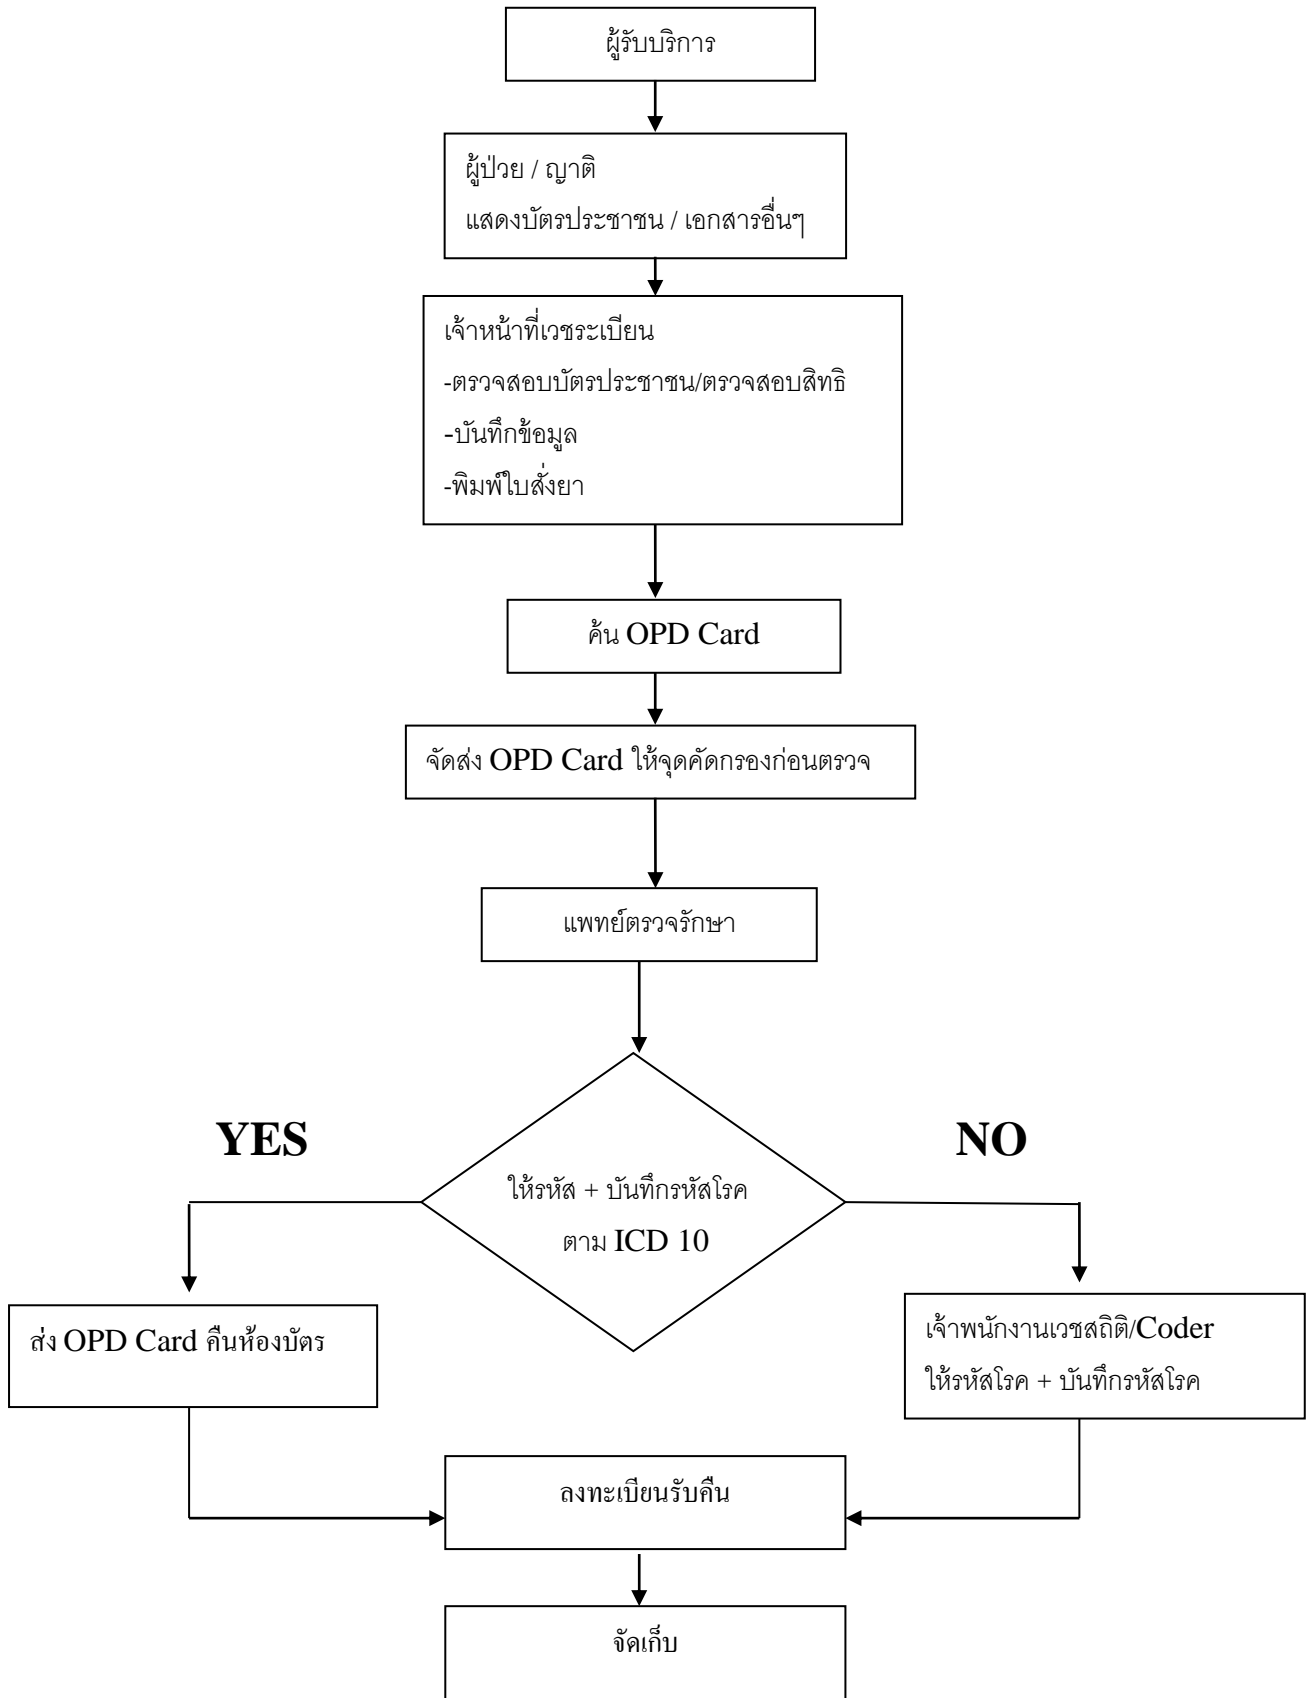 ผู้รับบริการ
ผู้ป่วย / ญาติ
แสดงบัตรประชาชน / เอกสารอื่นๆ
เจ้าหน้าที่เวชระเบียน
-ตรวจสอบบัตรประชาชน/ตรวจสอบสิทธิ
-บันทึกข้อมูล
-พิมพ์ใบสั่งยา
ค้น OPD Card
จัดส่ง OPD Card ให้จุดคัดกรองก่อนตรวจ
แพทย์ตรวจรักษา
YES
NO
ให้รหัส + บันทึกรหัสโรค
ตาม ICD 10
ส่ง OPD Card คืนห้องบัตร
เจ้าพนักงานเวชสถิติ/Coder
ให้รหัสโรค + บันทึกรหัสโรค
ลงทะเบียนรับคืน
จัดเก็บ